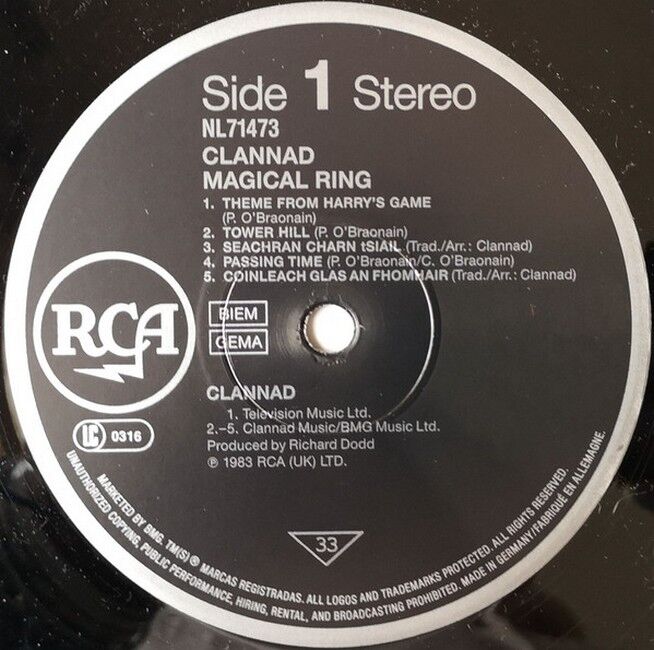 Side 1 Stereo
NL71473
CLANNAD
MAGICAL RING
1. THEME FROM HARRY'S GAME
(P. O'Braonain)
2. TOWER HILL (P. O'Braonain)
3. SEACHRAN CHARN tSIAIL (Trad./Arr.: Clannad)
4. PASSING TIME (P. O'Braonain/C. O'Braonain)
5. COINLEACH GLAS AN FHOMHAIR (Trad./Arr.: Clannad)
RCA
BIEM
GEMA
LC 0316
CLANNAD
1. Television Music Ltd.
2.–5. Clannad Music/BMG Music Ltd.
Produced by Richard Dodd
℗ 1983 RCA (UK) LTD.
33
MARKETED BY BMG. TM(S) ® MARCAS REGISTRADAS. ALL LOGOS AND TRADEMARKS PROTECTED. ALL RIGHTS RESERVED.
UNAUTHORIZED COPYING, PUBLIC PERFORMANCE, HIRING, RENTAL, AND BROADCASTING PROHIBITED. MADE IN GERMANY/FABRIQUÉ EN ALLEMAGNE.